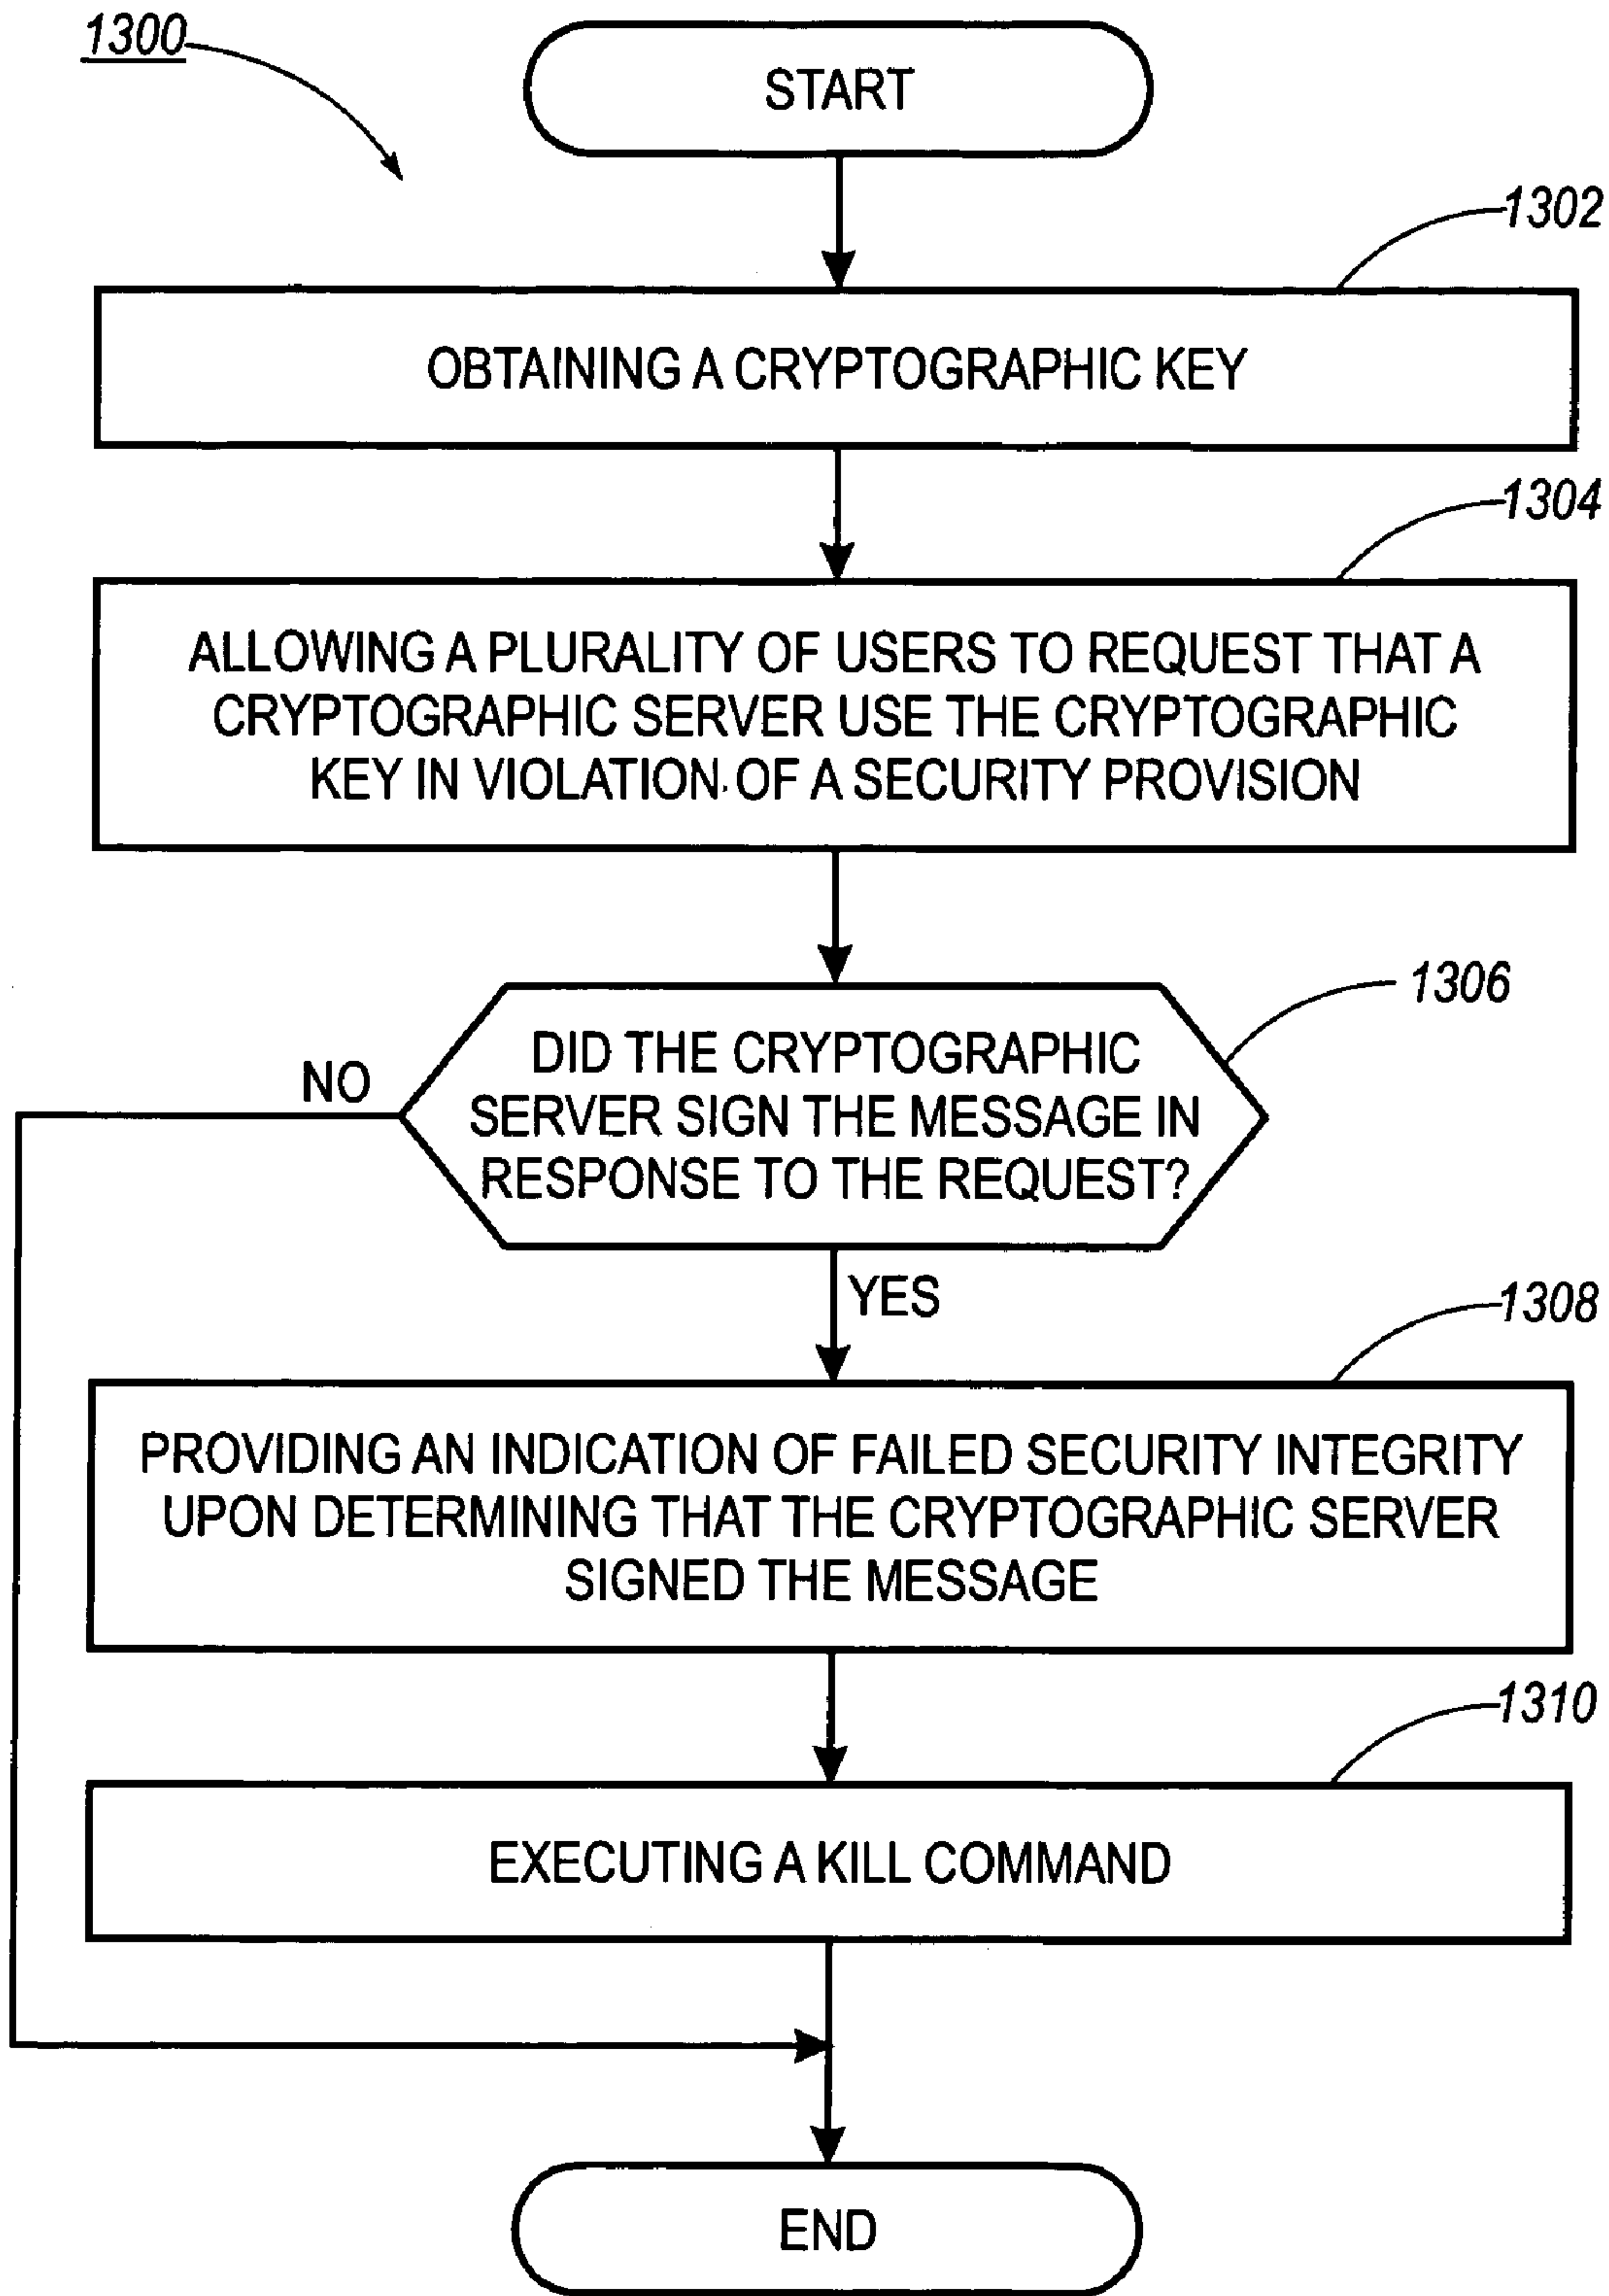 1300
START
1302
OBTAINING A CRYPTOGRAPHIC KEY
1304
ALLOWING A PLURALITY OF USERS TO REQUEST THAT A
CRYPTOGRAPHIC SERVER USE THE CRYPTOGRAPHIC
KEY IN VIOLATION OF A SECURITY PROVISION
1306
NO
DID THE CRYPTOGRAPHIC
SERVER SIGN THE MESSAGE IN
RESPONSE TO THE REQUEST?
YES
1308
PROVIDING AN INDICATION OF FAILED SECURITY INTEGRITY
UPON DETERMINING THAT THE CRYPTOGRAPHIC SERVER
SIGNED THE MESSAGE
1310
EXECUTING A KILL COMMAND
END